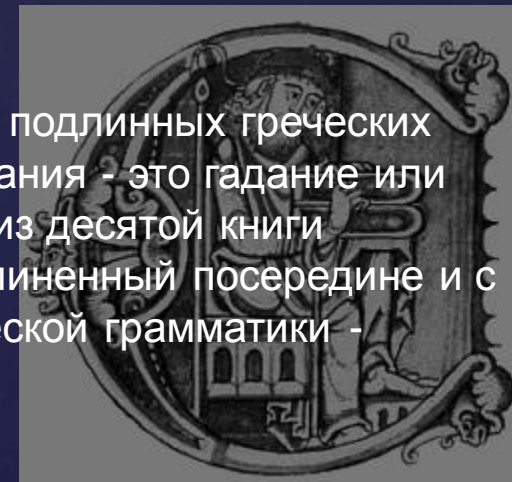 подлинных греческих
ания - это гадание или
из десятой книги
иненный посередине и с
еской грамматики -